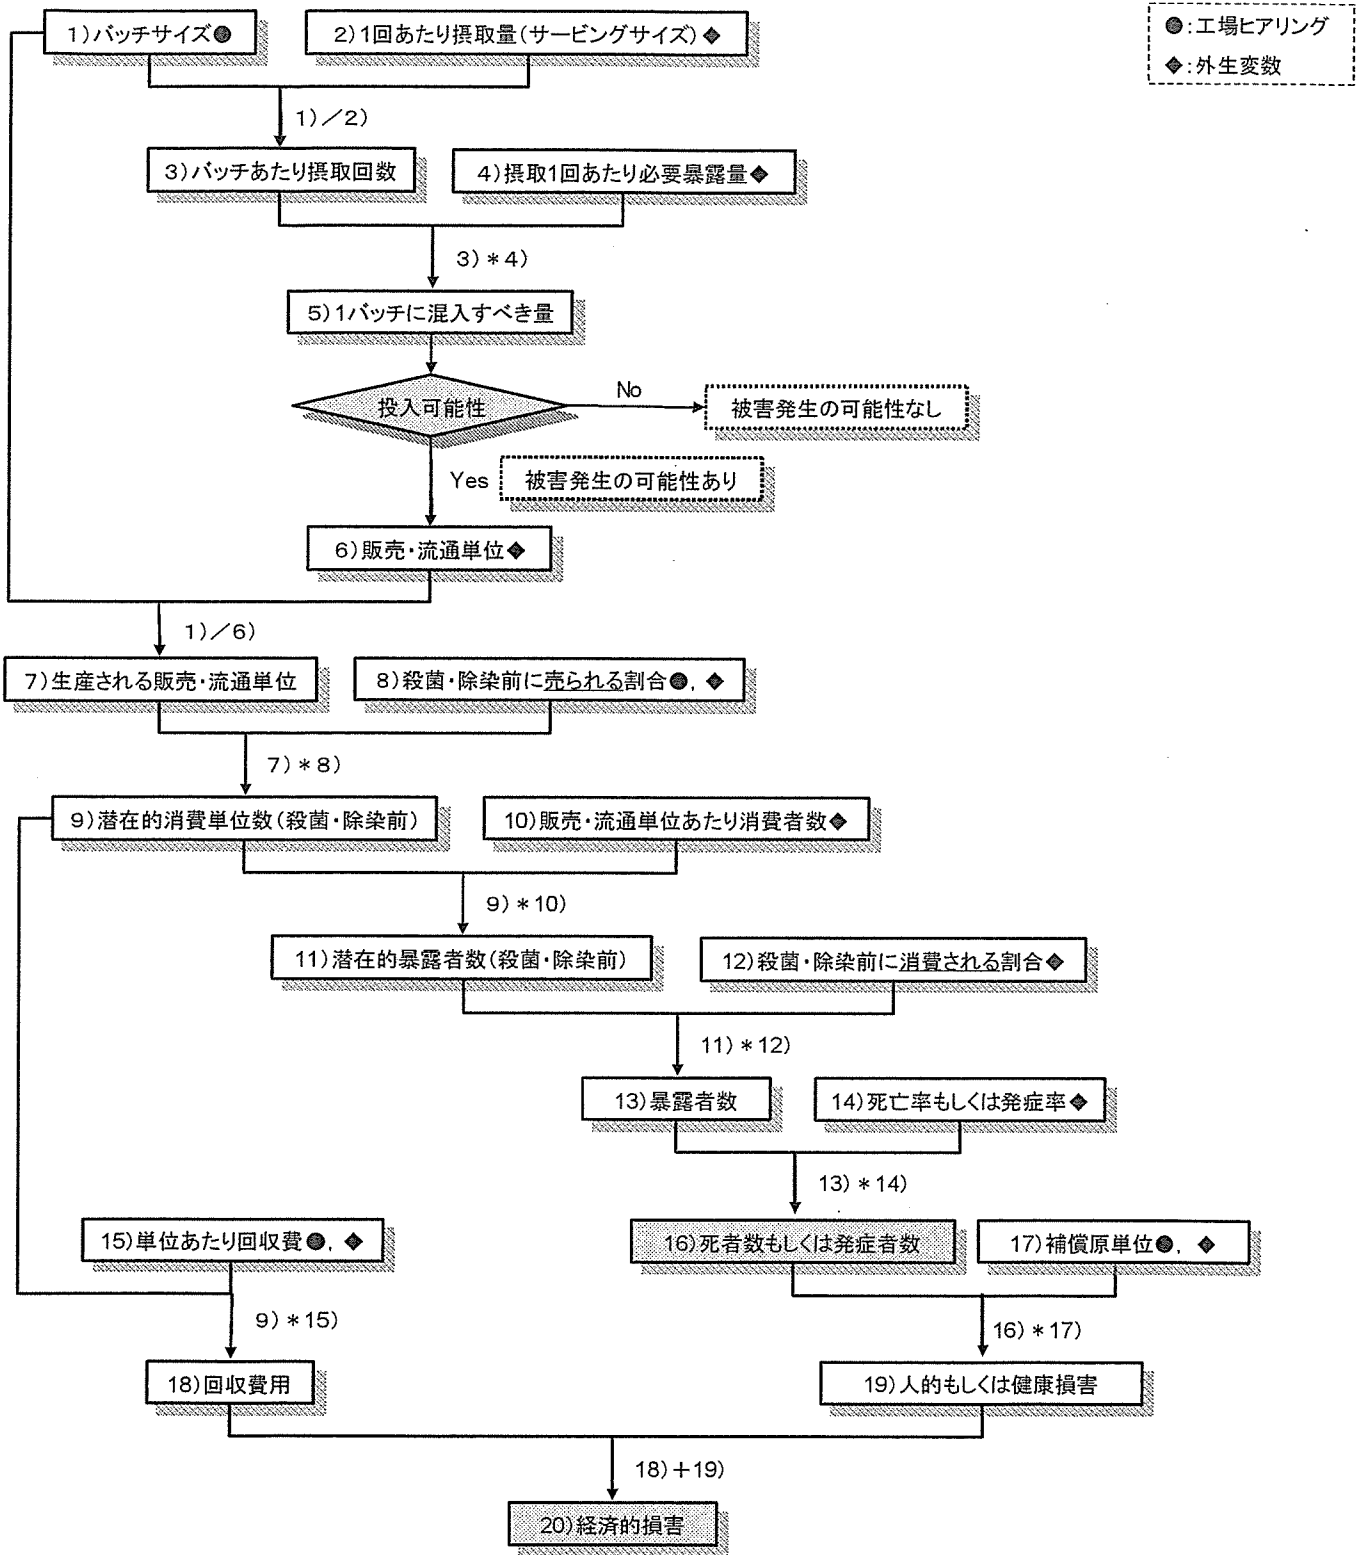 1)バッチサイズ●
2)1回あたり摂取量(サービングサイズ)◆
●:工場ヒアリング
◆:外生変数
1)／2)
3)バッチあたり摂取回数
4)摂取1回あたり必要暴露量◆
3)＊4)
5)1バッチに混入すべき量
投入可能性
No
被害発生の可能性なし
Yes
被害発生の可能性あり
6)販売・流通単位◆
1)／6)
7)生産される販売・流通単位
8)殺菌・除染前に売られる割合●，◆
7)＊8)
9)潜在的消費単位数(殺菌・除染前)
10)販売・流通単位あたり消費者数◆
9)＊10)
11)潜在的暴露者数(殺菌・除染前)
12)殺菌・除染前に消費される割合◆
11)＊12)
13)暴露者数
14)死亡率もしくは発症率◆
13)＊14)
15)単位あたり回収費●，◆
16)死者数もしくは発症者数
17)補償原単位●，◆
9)＊15)
16)＊17)
18)回収費用
19)人的もしくは健康損害
18)＋19)
20)経済的損害